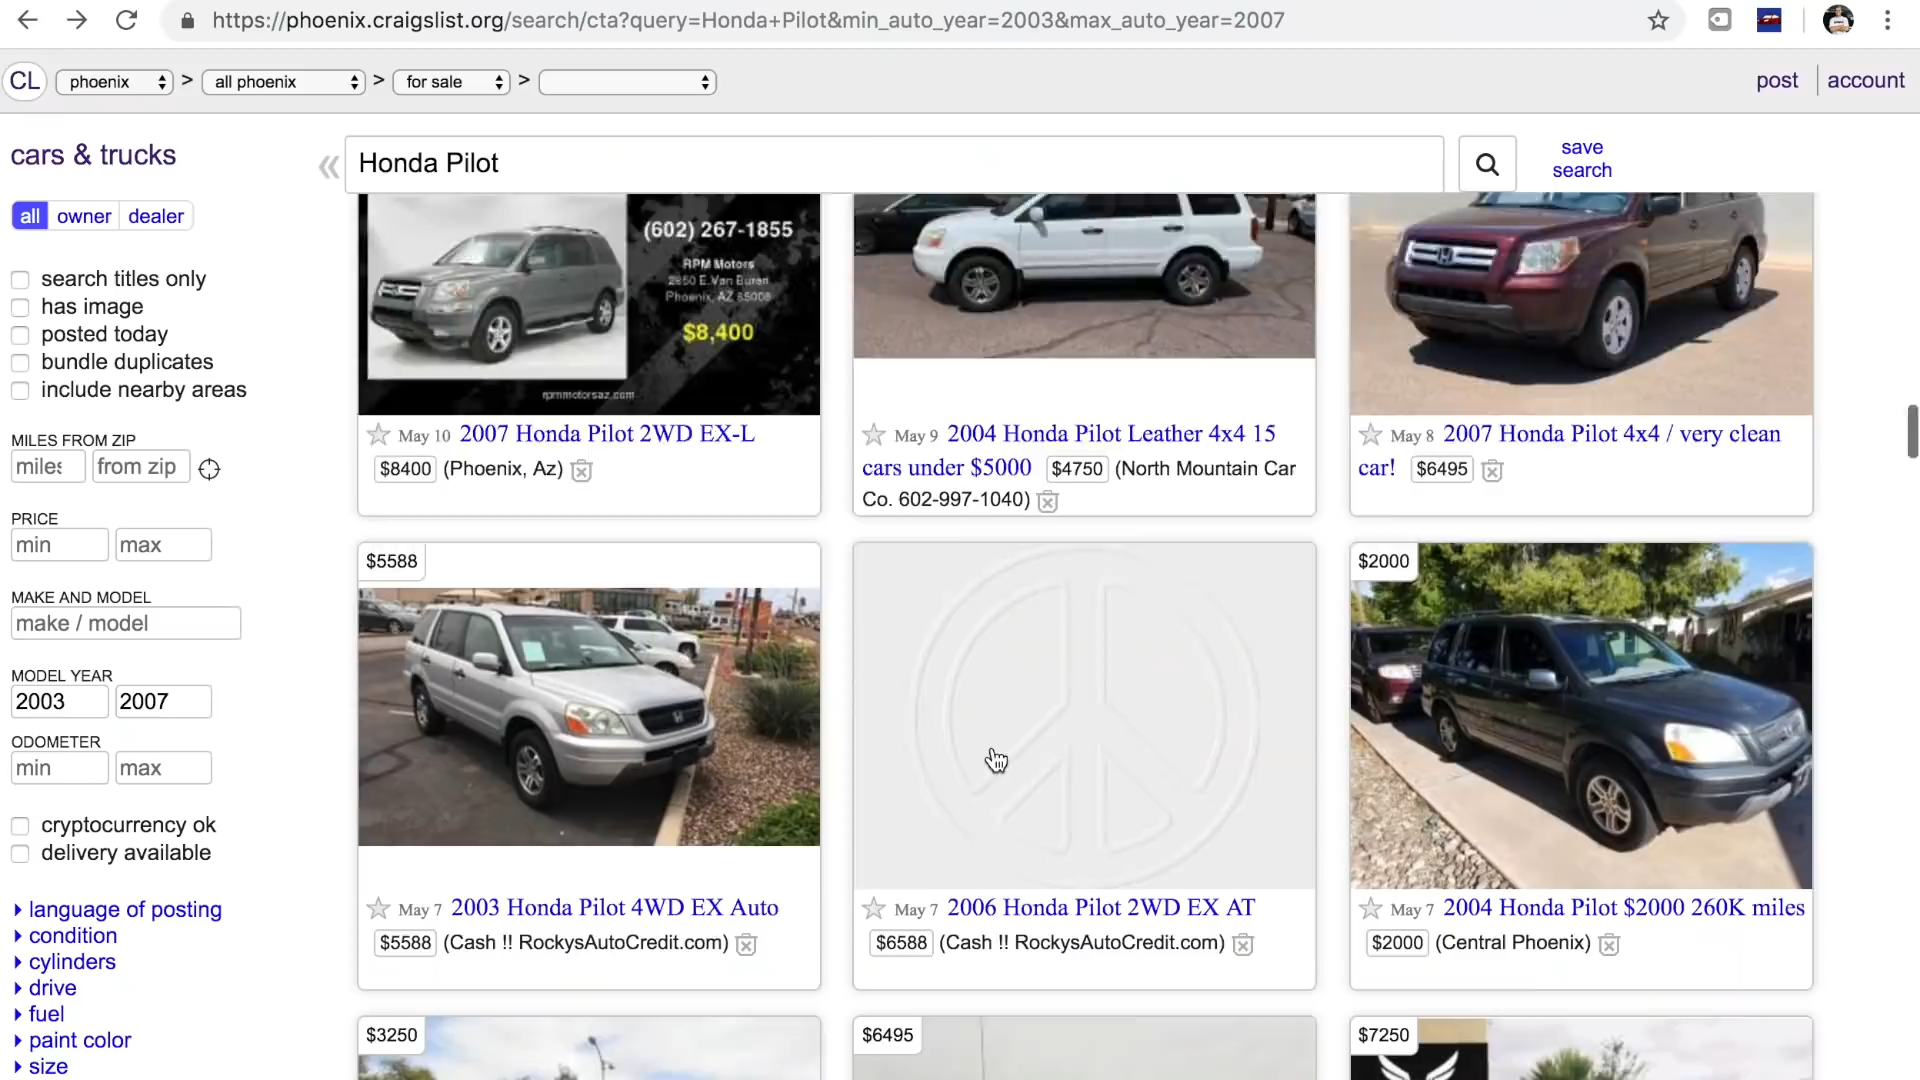 https://phoenix.craigslist.org/search/cta?query=Honda+Pilot&min_auto_year=2003&max_auto_year=2007
CL phoenix > all phoenix > for sale >
post account
cars & trucks
« Honda Pilot
save
search
all owner dealer
search titles only
has image
posted today
bundle duplicates
include nearby areas
MILES FROM ZIP
miles from zip
PRICE
min max
MAKE AND MODEL
make / model
MODEL YEAR
2003 2007
ODOMETER
min max
cryptocurrency ok
delivery available
language of posting
condition
cylinders
drive
fuel
paint color
size
(602) 267-1855
RPM Motors
2850 E.Van Buren
Phoenix, AZ 85008
$8,400
rpmmotorsaz.com
May 10 2007 Honda Pilot 2WD EX-L
$8400 (Phoenix, Az)
May 9 2004 Honda Pilot Leather 4x4 15
cars under $5000 $4750 (North Mountain Car
Co. 602-997-1040)
May 8 2007 Honda Pilot 4x4 / very clean
car! $6495
$5588
May 7 2003 Honda Pilot 4WD EX Auto
$5588 (Cash !! RockysAutoCredit.com)
May 7 2006 Honda Pilot 2WD EX AT
$6588 (Cash !! RockysAutoCredit.com)
$2000
May 7 2004 Honda Pilot $2000 260K miles
$2000 (Central Phoenix)
$3250
$6495
$7250